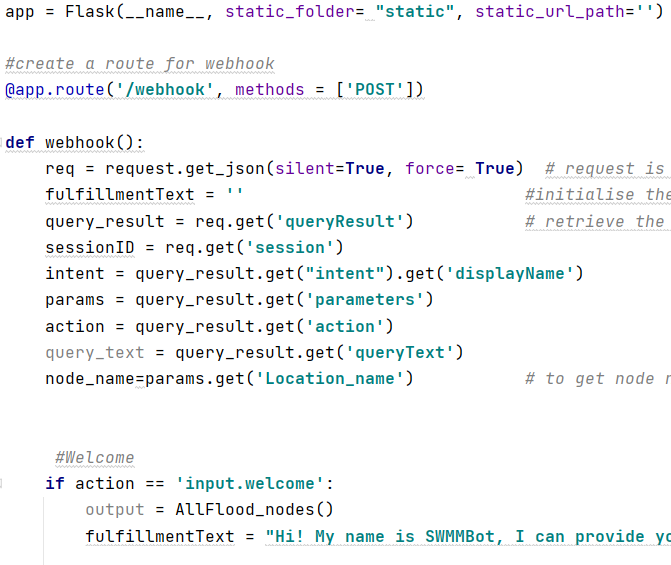 app = Flask(__name__, static_folder= "static", static_url_path='')
#create a route for webhook
@app.route('/webhook', methods = ['POST'])
def webhook():
req = request.get_json(silent=True, force= True) # request is
fulfillmentText = '' #initialise the
query_result = req.get('queryResult') # retrieve the
sessionID = req.get('session')
intent = query_result.get("intent").get('displayName')
params = query_result.get('parameters')
action = query_result.get('action')
query_text = query_result.get('queryText')
node_name=params.get('Location_name') # to get node
#Welcome
if action == 'input.welcome':
output = AllFlood_nodes()
fulfillmentText = "Hi! My name is SWMMBot, I can provide yo